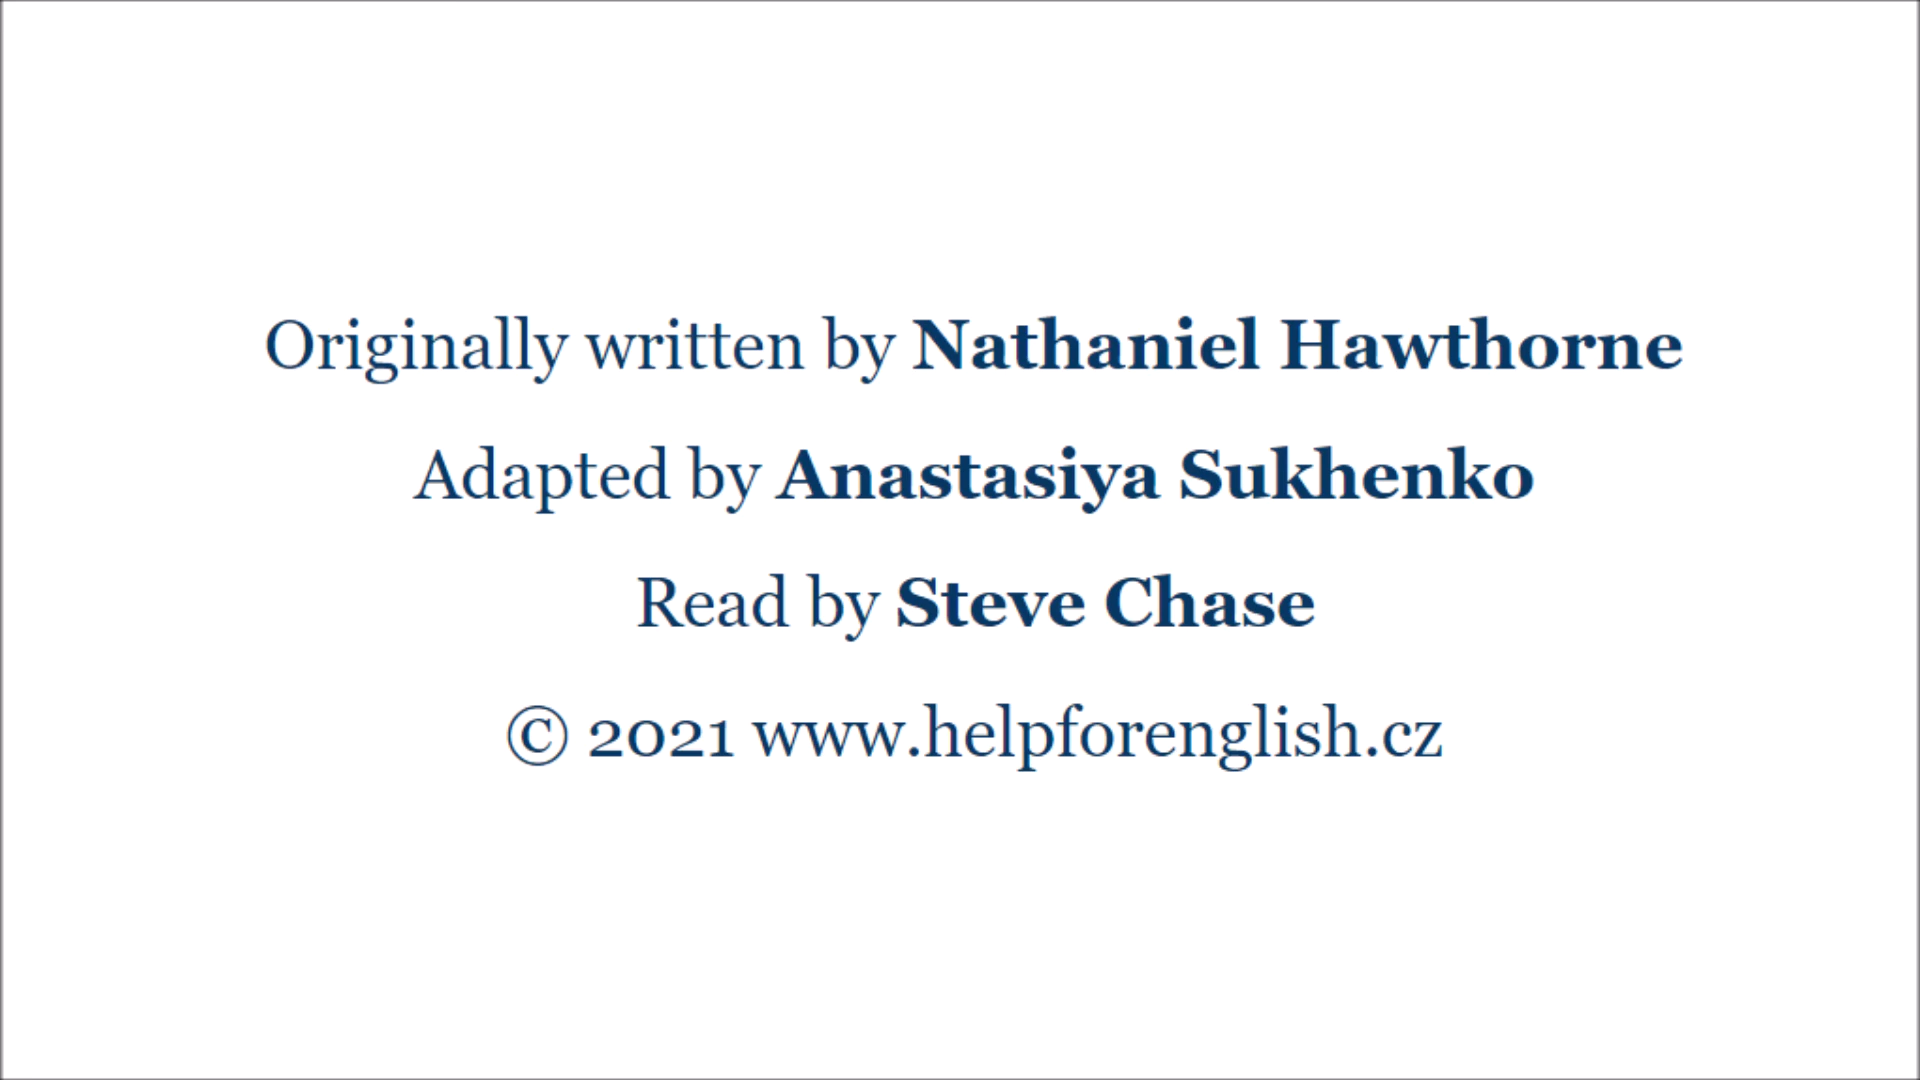 Originally written by Nathaniel Hawthorne
Adapted by Anastasiya Sukhenko
Read by Steve Chase
© 2021 www.helpforenglish.cz